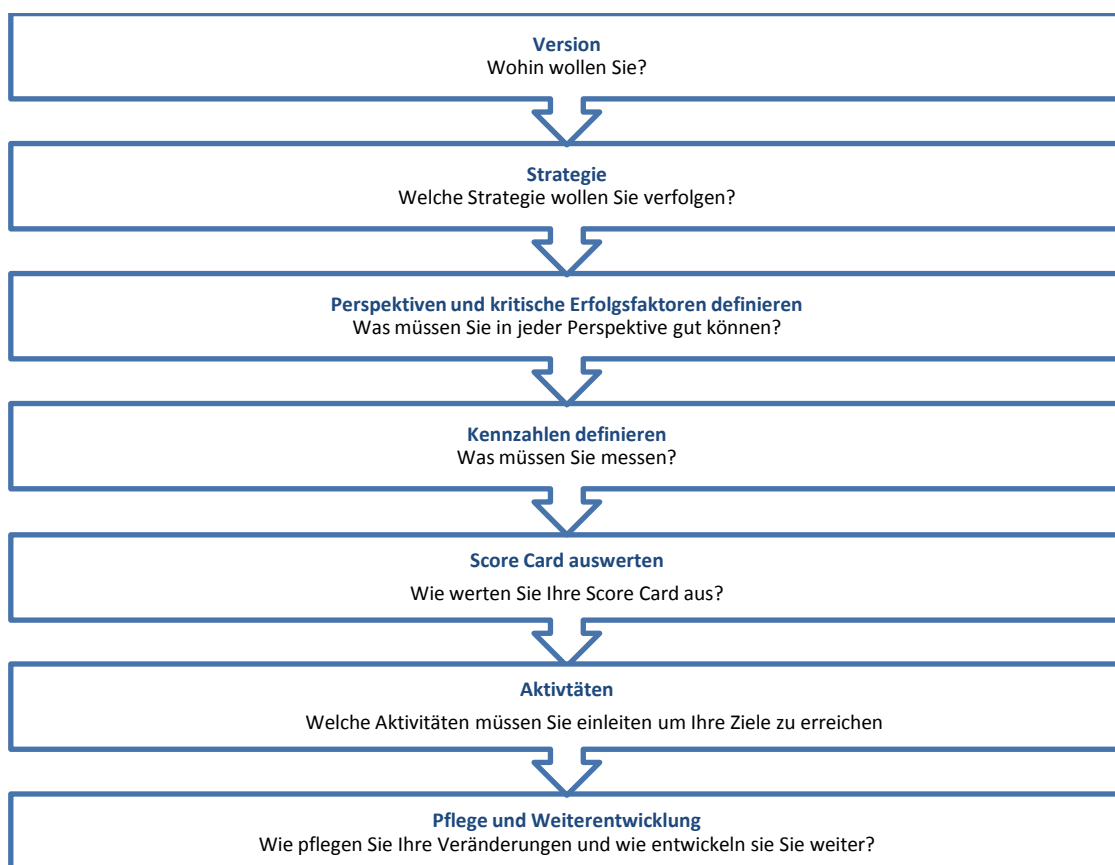 Version
Wohin wollen Sie?
Strategie
Welche Strategie wollen Sie verfolgen?
Perspektiven und kritische Erfolgsfaktoren definieren
Was müssen Sie in jeder Perspektive gut können?
Kennzahlen definieren
Was müssen Sie messen?
Score Card auswerten
Wie werten Sie Ihre Score Card aus?
Aktivtäten
Welche Aktivitäten müssen Sie einleiten um Ihre Ziele zu erreichen
Pflege und Weiterentwicklung
Wie pflegen Sie Ihre Veränderungen und wie entwickeln sie Sie weiter?